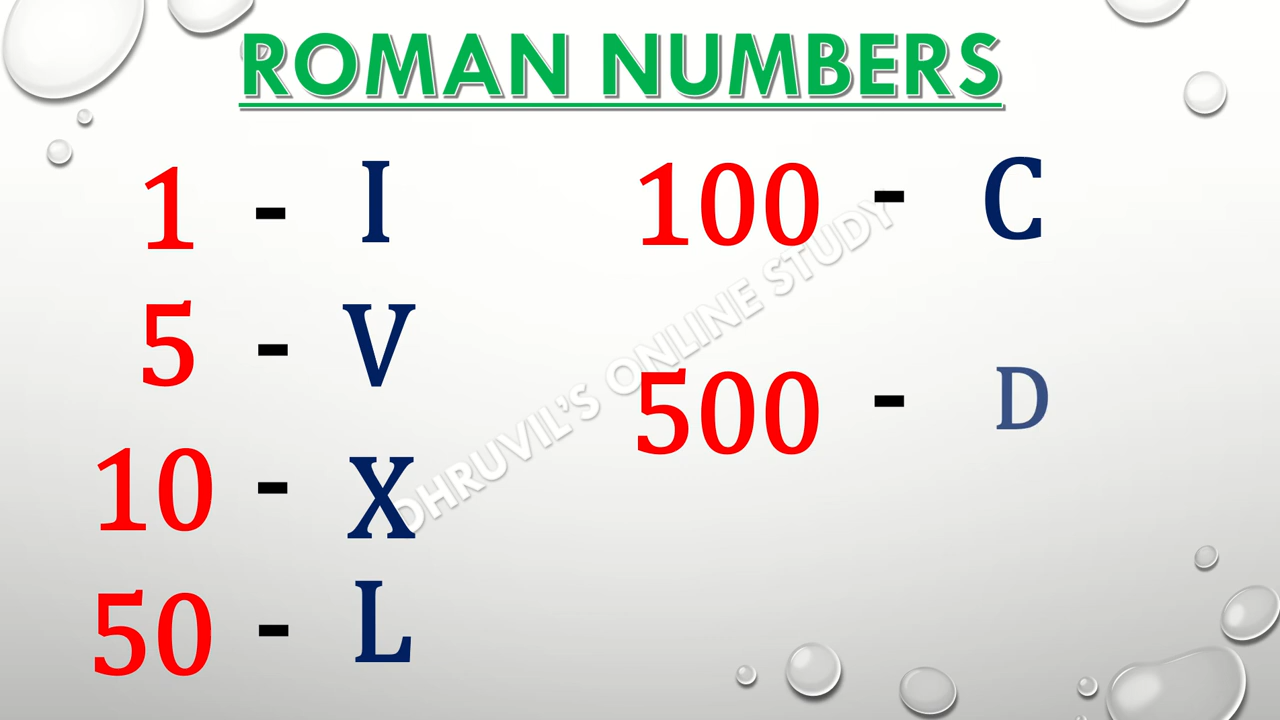 ROMAN NUMBERS
1 - I
5 - V
10 - X
50 - L
100 - C
500 - D
DHRUVIL'S ONLINE STUDY